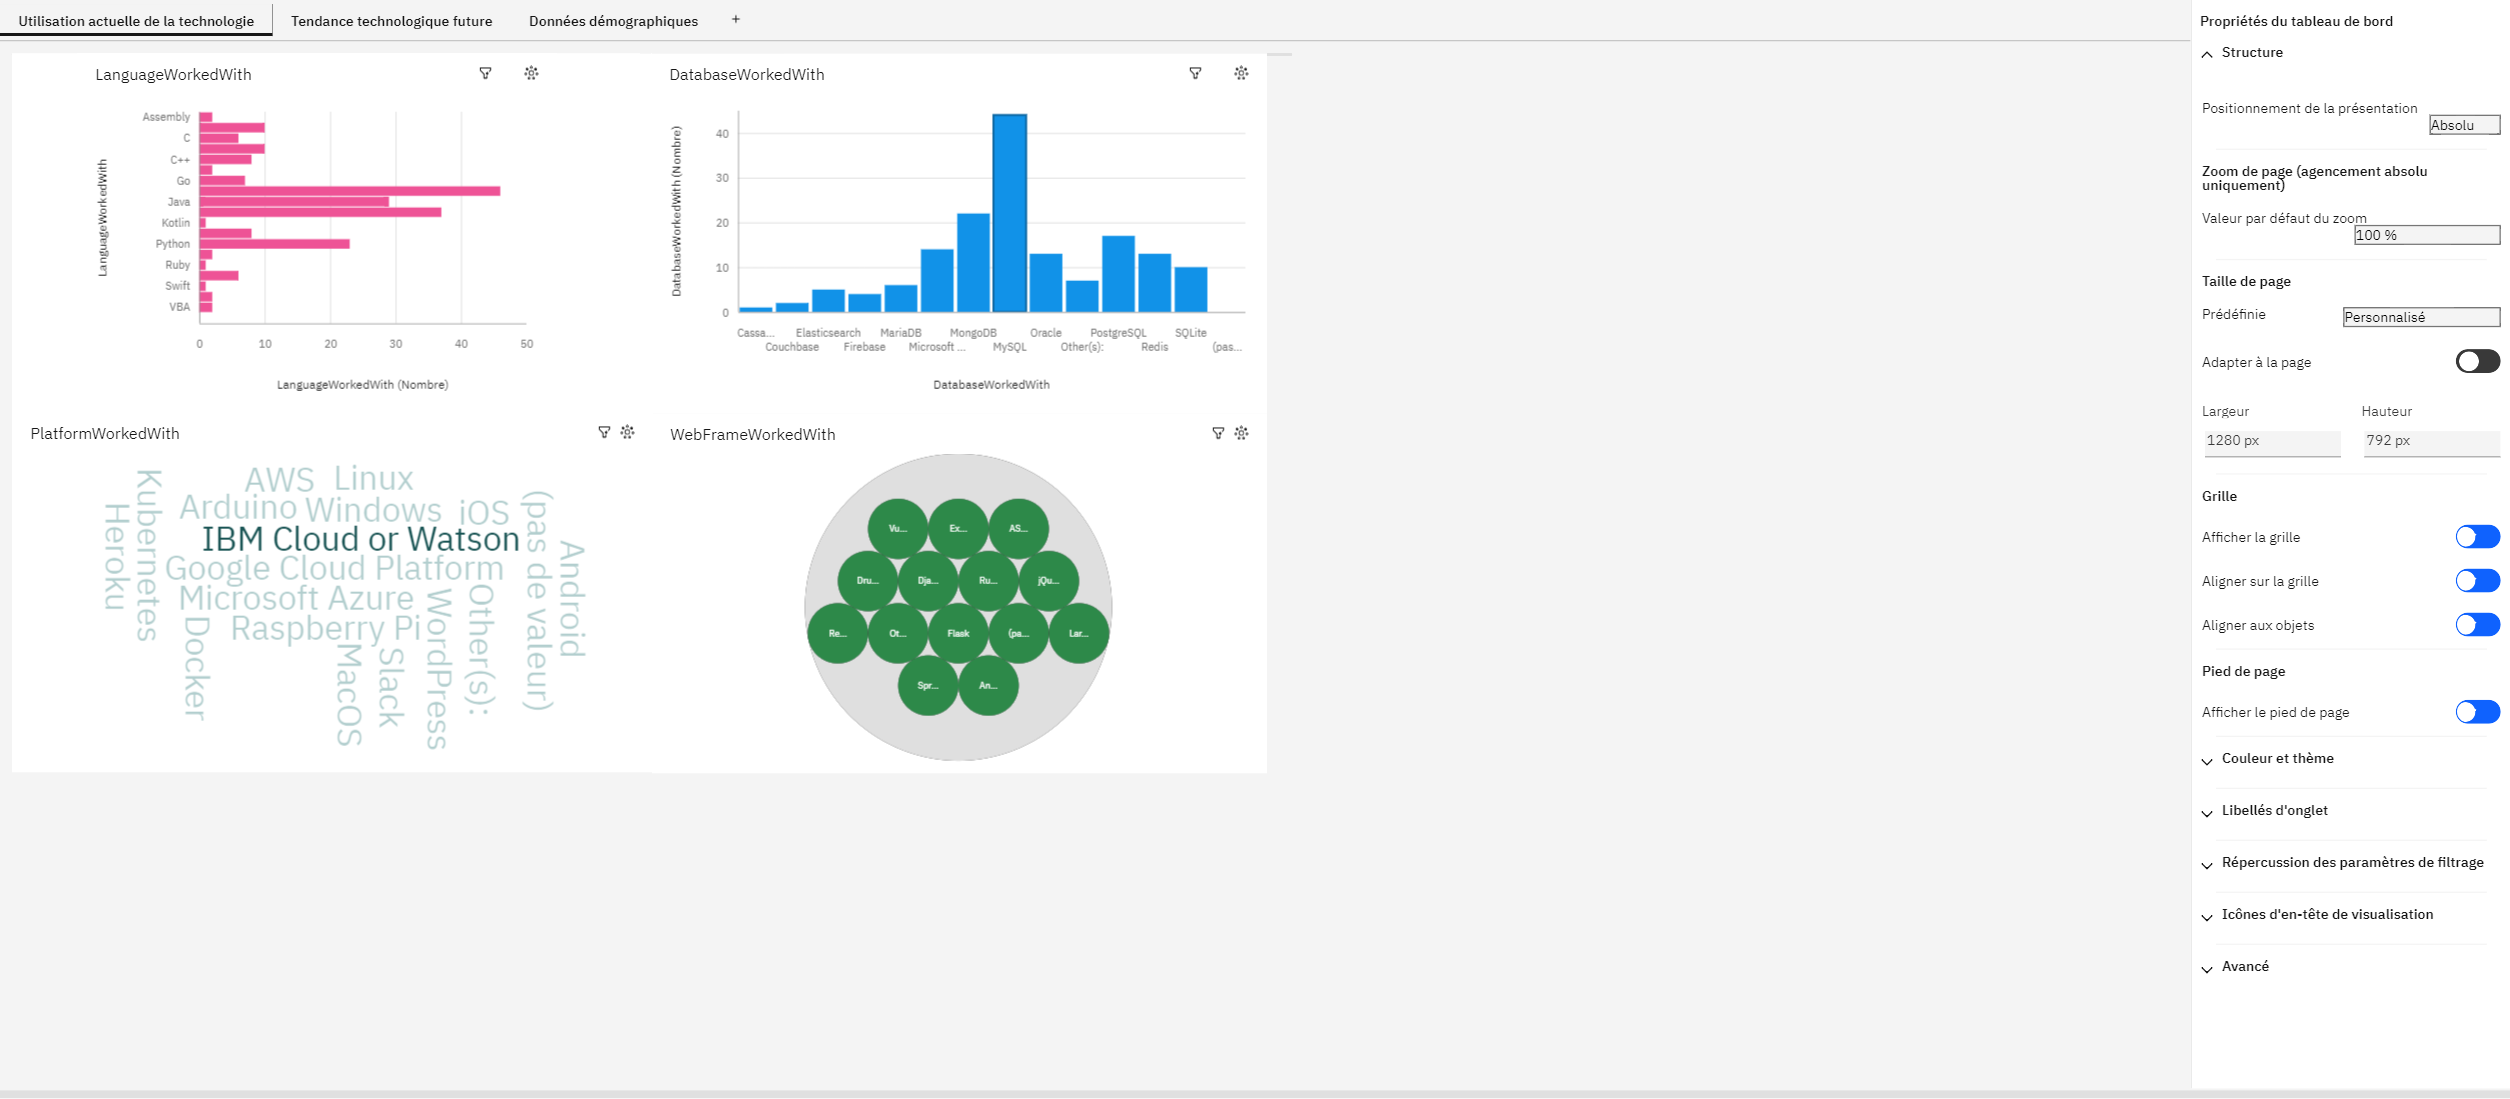 Utilisation actuelle de la technologie
Tendance technologique future
Données démographiques
+
LanguageWorkedWith
LanguageWorkedWith
Assembly
C
C++
Go
Java
Kotlin
Python
Ruby
Swift
VBA
0 10 20 30 40 50
LanguageWorkedWith (Nombre)
DatabaseWorkedWith
DatabaseWorkedWith (Nombre)
40
30
20
10
0
Cassa... Elasticsearch MariaDB MongoDB Oracle PostgreSQL SQLite
Couchbase Firebase Microsoft ... MySQL Other(s): Redis (pas...
DatabaseWorkedWith
PlatformWorkedWith
Kubernetes
Heroku
AWS
Linux
Arduino
Windows
iOS
IBM Cloud or Watson
Google Cloud Platform
Microsoft Azure
Raspberry Pi
Docker
MacOS
Slack
WordPress
Other(s):
(pas de valeur)
Android
WebFrameWorkedWith
Vu... Ex... AS...
Dru... Dja... Ru... jQu...
Re... Ot... Flask (pa... Lar...
Spr... An...
Propriétés du tableau de bord
Structure
Positionnement de la présentation
Absolu
Zoom de page (agencement absolu
uniquement)
Valeur par défaut du zoom
100 %
Taille de page
Prédéfinie
Personnalisé
Adapter à la page
Largeur Hauteur
1280 px 792 px
Grille
Afficher la grille
Aligner sur la grille
Aligner aux objets
Pied de page
Afficher le pied de page
Couleur et thème
Libellés d'onglet
Répercussion des paramètres de filtrage
Icônes d'en-tête de visualisation
Avancé